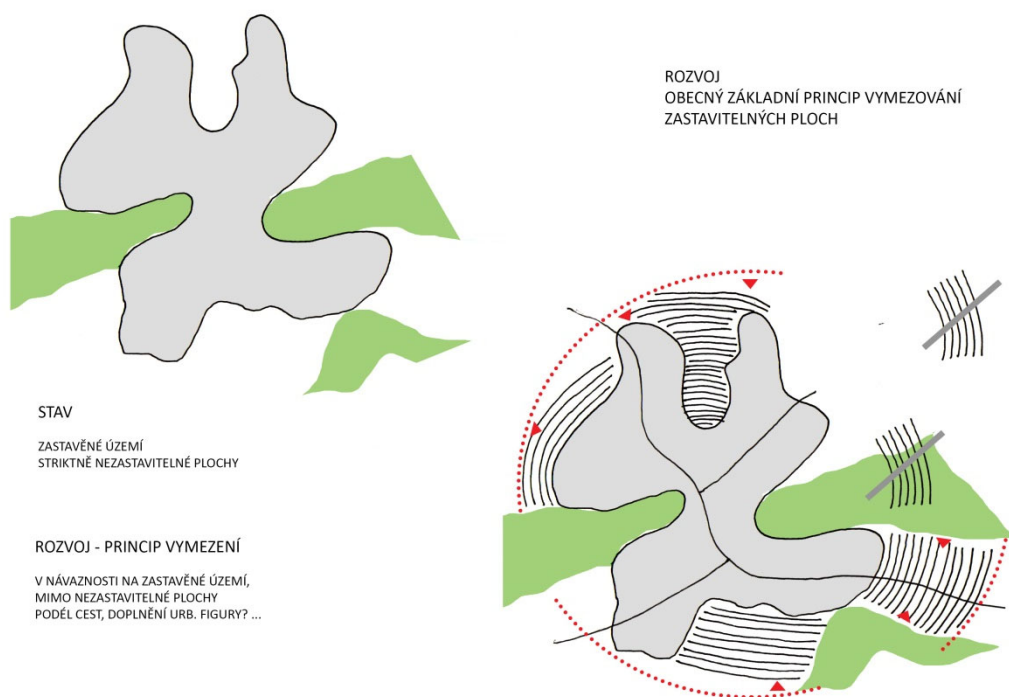 ROZVOJ
OBECNÝ ZÁKLADNÍ PRINCIP VYMEZOVÁNÍ
ZASTAVITELNÝCH PLOCH
STAV
ZASTAVĚNÉ ÚZEMÍ
STRIKTNĚ NEZASTAVITELNÉ PLOCHY
ROZVOJ - PRINCIP VYMEZENÍ
V NÁVAZNOSTI NA ZASTAVĚNÉ ÚZEMÍ,
MIMO NEZASTAVITELNÉ PLOCHY
PODÉL CEST, DOPLNĚNÍ URB. FIGURY? ...